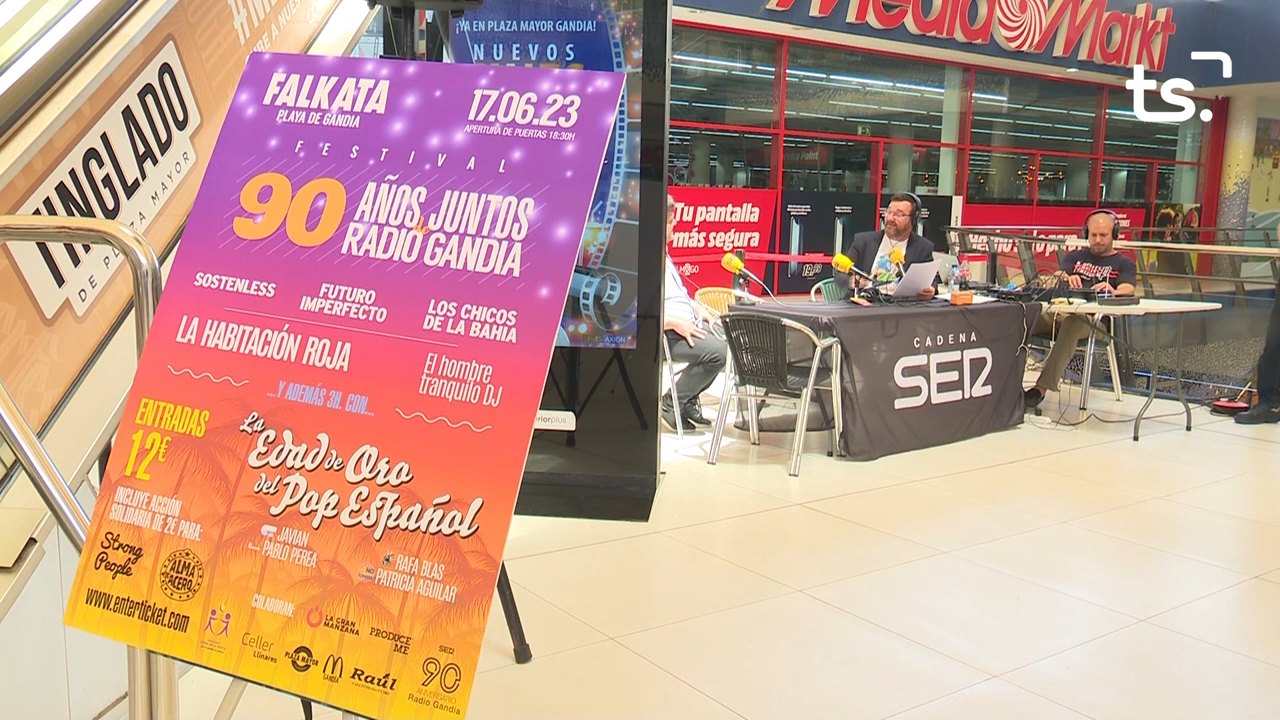 ¡YA EN PLAZA MAYOR GANDIA!
NUEVOS
TINGLADO
DE PLAZA MAYOR
FALKATA
PLAYA DE GANDIA
17.06.23
APERTURA DE PUERTAS 18:30H
FESTIVAL
90 AÑOS JUNTOS
RADIO GANDIA
SOSTENLESS
FUTURO
IMPERFECTO
LOS CHICOS
DE LA BAHIA
LA HABITACIÓN ROJA
El hombre
tranquilo DJ
...Y ADEMÁS 3H. CON...
ENTRADAS
12€
La Edad de Oro
del Pop Español
INCLUYE ACCIÓN
SOLIDARIA DE 2€ PARA:
Strong
People
ALMA
DE ACERO
JAVIAN
PABLO PEREA
RAFA BLAS
PATRICIA AGUILAR
www.enterticket.com
COLABORAN:
LA GRAN
MANZANA
PRODUCE
ME
Celler
Llinares
PLAZA MAYOR
GANDIA
Raúl
SER
90
ANIVERSARIO
Radio Gandia
Media Markt
ts.
Tu pantalla
más segura
CADENA
SER